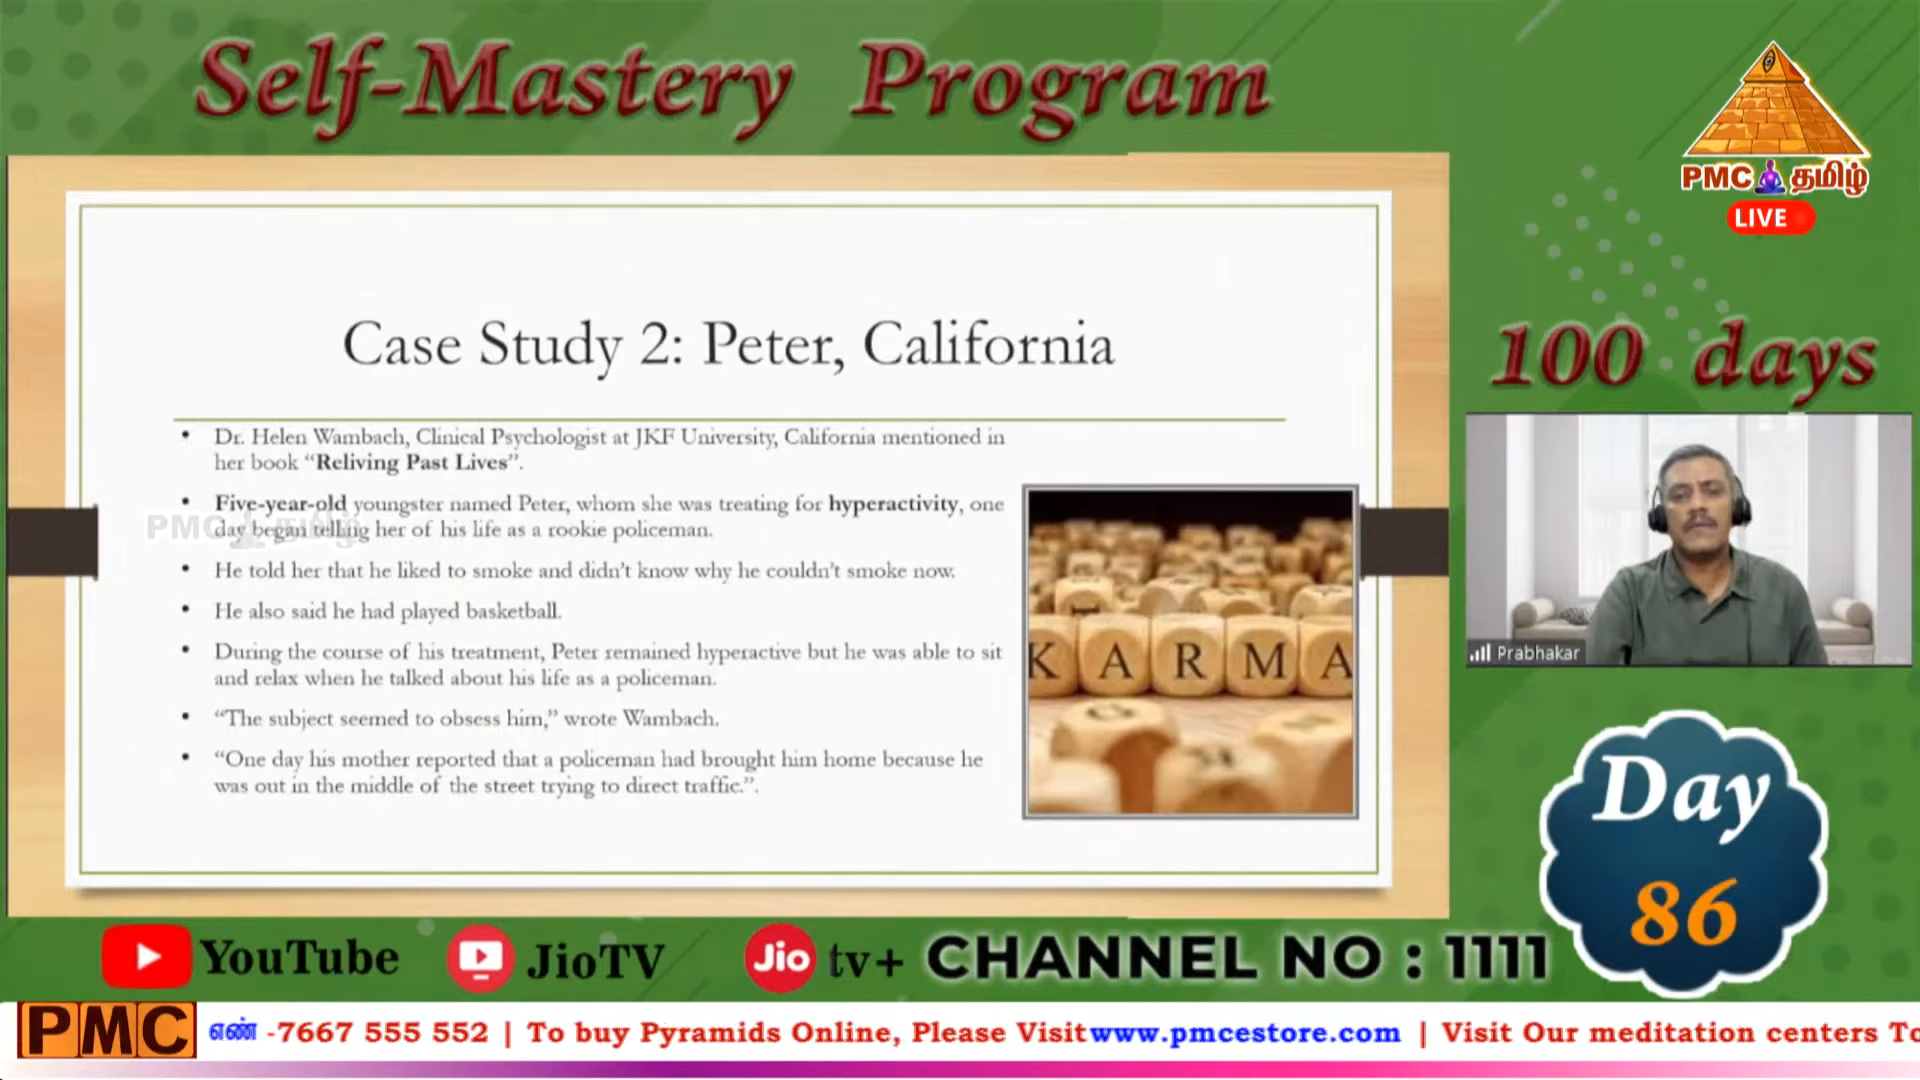 Self-Mastery Program
PMC தமிழ்
LIVE
100 days
Case Study 2: Peter, California
• Dr. Helen Wambach, Clinical Psychologist at JKF University, California mentioned in
her book “Reliving Past Lives”.
• Five-year-old youngster named Peter, whom she was treating for hyperactivity, one
day began telling her of his life as a rookie policeman.
• He told her that he liked to smoke and didn’t know why he couldn’t smoke now.
• He also said he had played basketball.
• During the course of his treatment, Peter remained hyperactive but he was able to sit
and relax when he talked about his life as a policeman.
• “The subject seemed to obsess him,” wrote Wambach.
• “One day his mother reported that a policeman had brought him home because he
was out in the middle of the street trying to direct traffic.”.
PMC தமிழ்
KARMA
Prabhakar
Day
86
YouTube JioTV Jio tv+ CHANNEL NO : 1111
PMC எண் -7667 555 552 | To buy Pyramids Online, Please Visit www.pmcestore.com | Visit Our meditation centers To